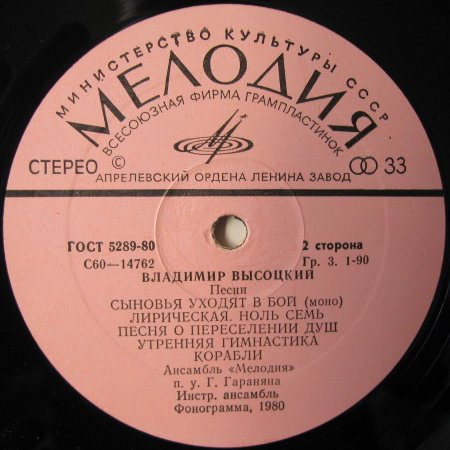 МИНИСТЕРСТВО КУЛЬТУРЫ СССР
МЕЛОДИЯ
ВСЕСОЮЗНАЯ ФИРМА ГРАМПЛАСТИНОК
СТЕРЕО © 33
АПРЕЛЕВСКИЙ ОРДЕНА ЛЕНИНА ЗАВОД
ГОСТ 5289-80 2 сторона
С60—14762 Гр. 3. 1-90
ВЛАДИМИР ВЫСОЦКИЙ
Песни
СЫНОВЬЯ УХОДЯТ В БОЙ (моно)
ЛИРИЧЕСКАЯ. НОЛЬ СЕМЬ
ПЕСНЯ О ПЕРЕСЕЛЕНИИ ДУШ
УТРЕННЯЯ ГИМНАСТИКА
КОРАБЛИ
Ансамбль «Мелодия»
п. у. Г. Гараняна
Инстр. ансамбль
Фонограмма, 1980